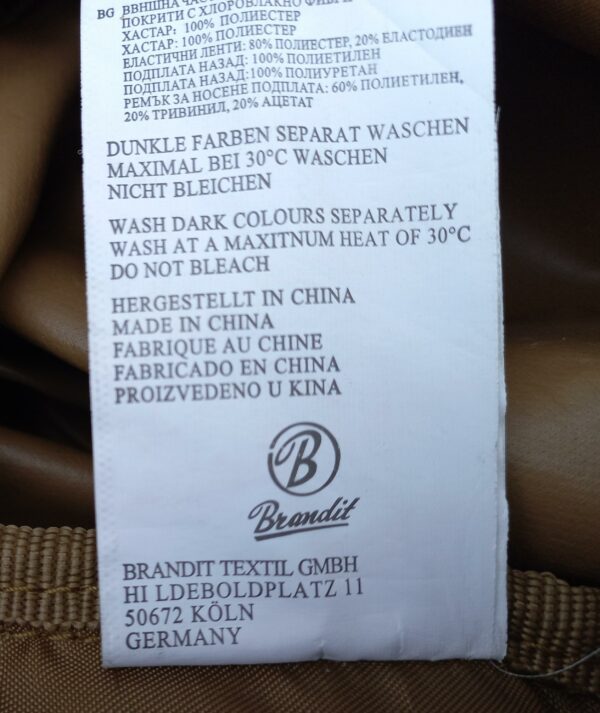 BG ВВНШНА ЧАС
ПОКРИТИ С ХЛОРОВЛАКНО
ХАСТАР: 100% ПОЛИЕСТЕР
ХАСТАР: 100% ПОЛИЕСТЕР
ЕЛАСТИЧНИ ЛЕНТИ: 80% ПОЛИЕСТЕР, 20% ЕЛАСТОДИЕН
ПОДПЛАТА НАЗАД: 100% ПОЛИЕТИЛЕН
ПОДПЛАТА НАЗАД:100% ПОЛИУРЕТАН
РЕМЪК ЗА НОСЕНЕ ПОДПЛАТА: 60% ПОЛИЕТИЛЕН,
20% ТРИВИНИЛ, 20% АЦЕТАТ
DUNKLE FARBEN SEPARAT WASCHEN
MAXIMAL BEI 30°C WASCHEN
NICHT BLEICHEN
WASH DARK COLOURS SEPARATELY
WASH AT A MAXITNUM HEAT OF 30°C
DO NOT BLEACH
HERGESTELLT IN CHINA
MADE IN CHINA
FABRIQUE AU CHINE
FABRICADO EN CHINA
PROIZVEDENO U KINA
B
Brandit
BRANDIT TEXTIL GMBH
HI LDEBOLDPLATZ 11
50672 KÖLN
GERMANY